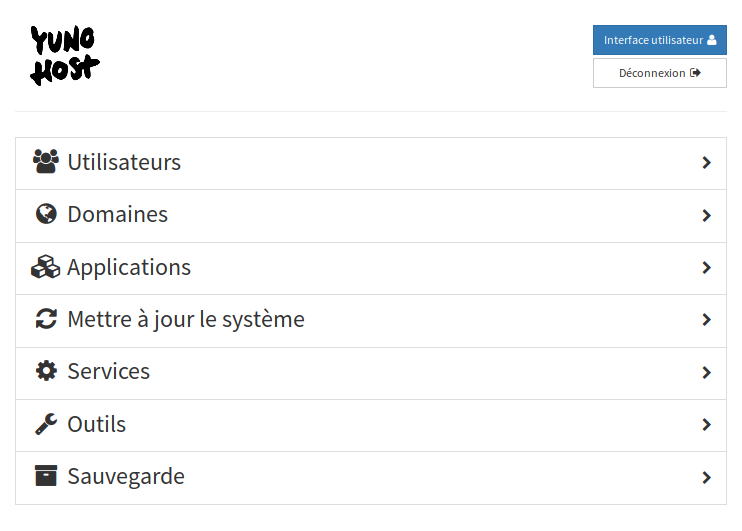 YUNO
HOST
Interface utilisateur
Déconnexion
Utilisateurs
Domaines
Applications
Mettre à jour le système
Services
Outils
Sauvegarde